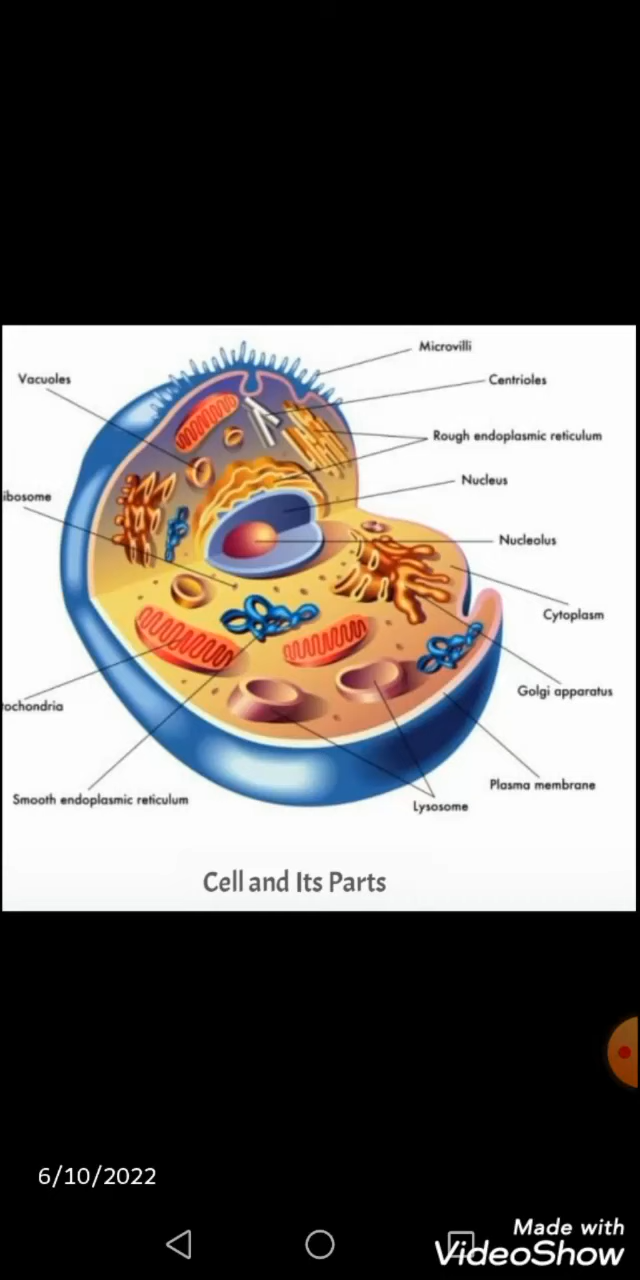 Microvilli
Vacuoles
Centrioles
Rough endoplasmic reticulum
Nucleus
ibosome
Nucleolus
Cytoplasm
Golgi apparatus
tochondria
Plasma membrane
Smooth endoplasmic reticulum
Lysosome
Cell and Its Parts
6/10/2022
Made with
VideoShow